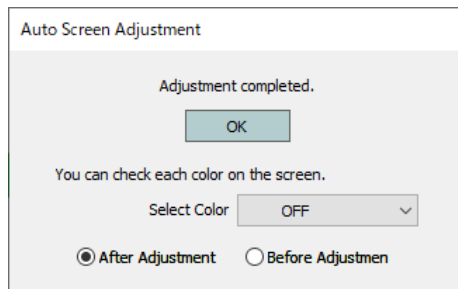 Auto Screen Adjustment
Adjustment completed.
OK
You can check each color on the screen.
Select Color OFF
After Adjustment Before Adjustmen